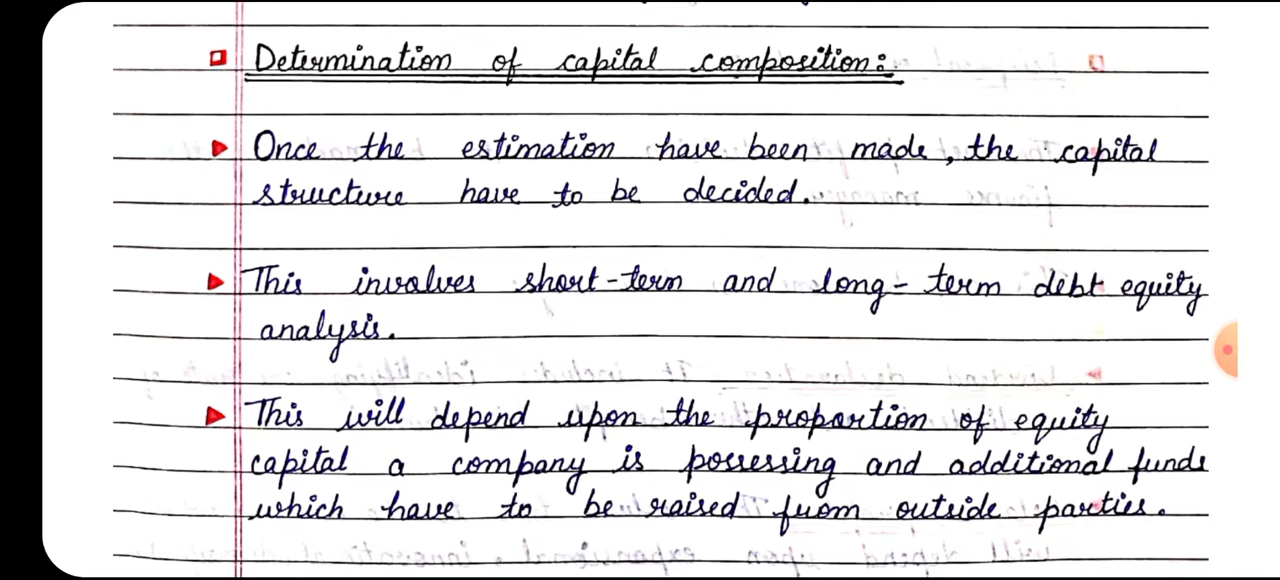 Determination of capital composition:
Once the estimation have been made, the capital
structure have to be decided.
This involves short-term and long-term debt equity
analysis.
This will depend upon the proportion of equity
capital a company is possessing and additional funds
which have to be raised from outside parties.